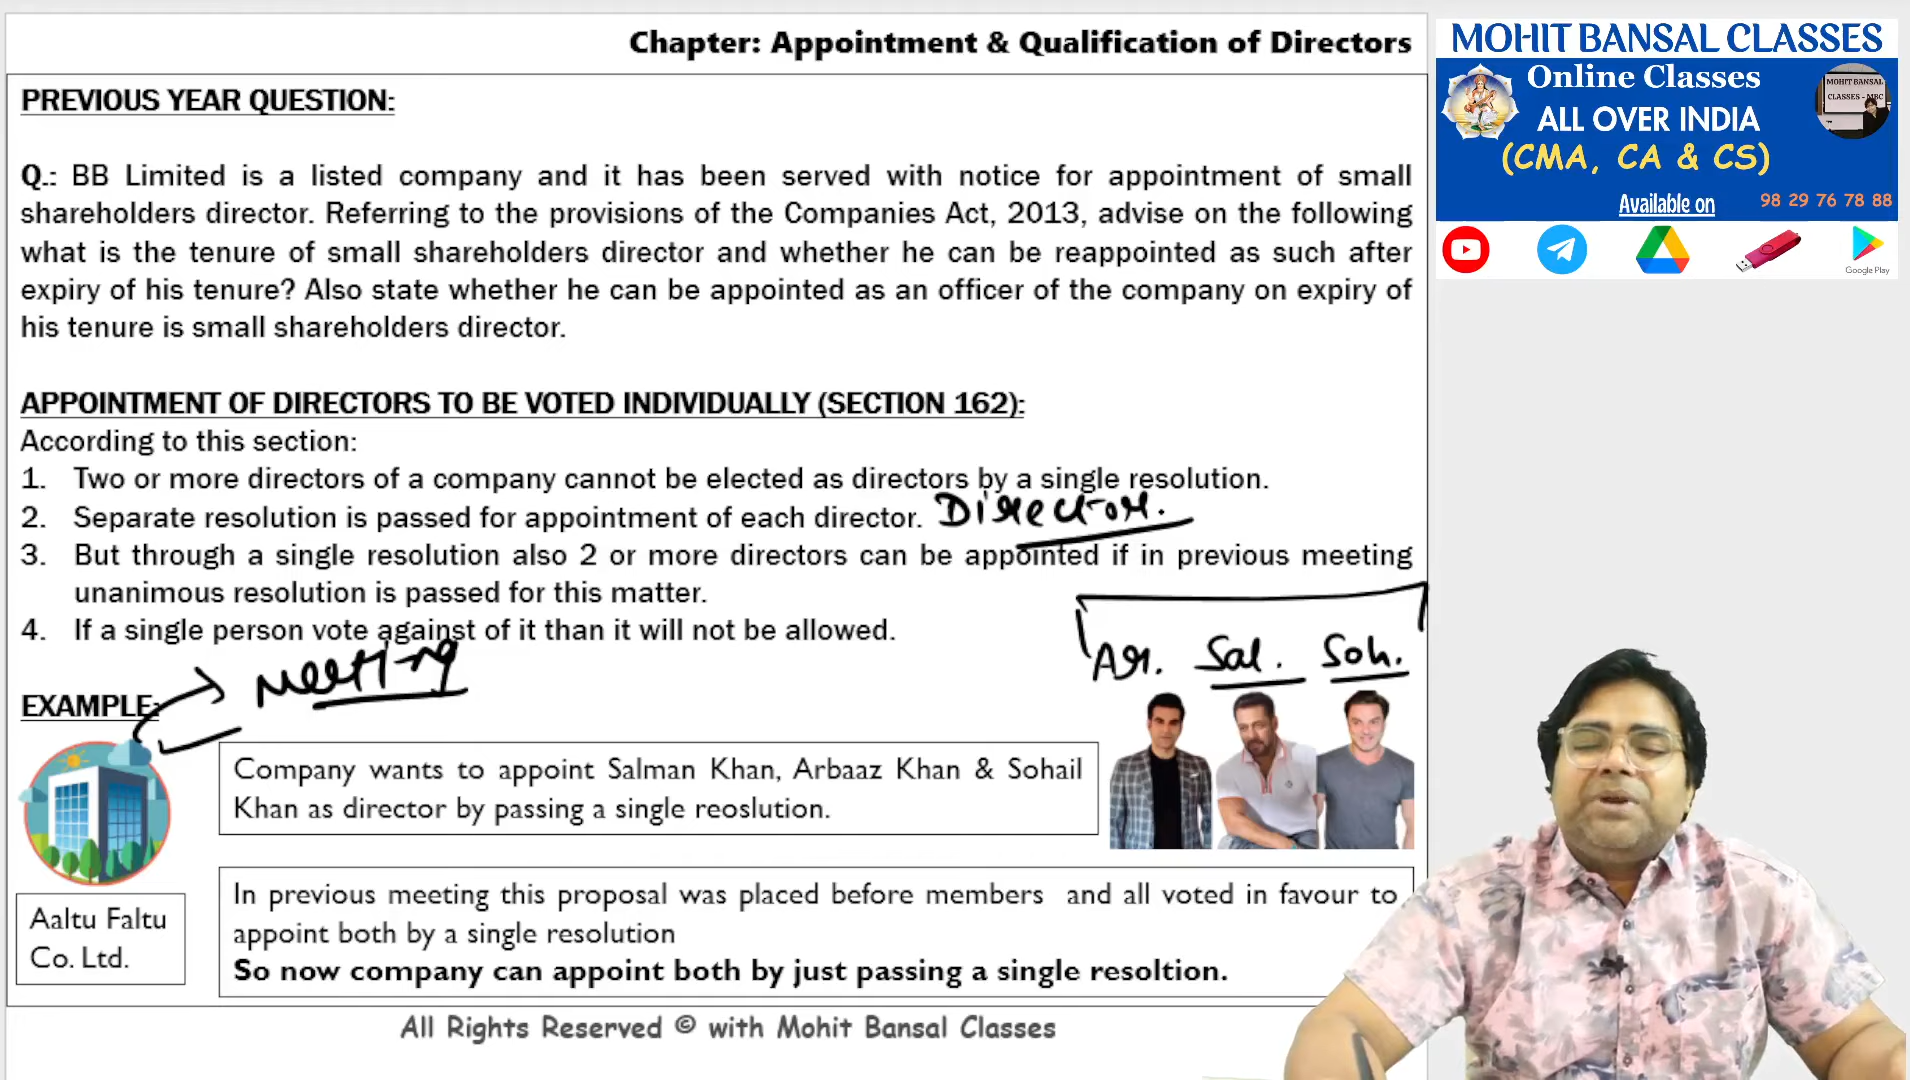 Chapter: Appointment & Qualification of Directors
PREVIOUS YEAR QUESTION:
Q.: BB Limited is a listed company and it has been served with notice for appointment of small
shareholders director. Referring to the provisions of the Companies Act, 2013, advise on the following
what is the tenure of small shareholders director and whether he can be reappointed as such after
expiry of his tenure? Also state whether he can be appointed as an officer of the company on expiry of
his tenure is small shareholders director.
APPOINTMENT OF DIRECTORS TO BE VOTED INDIVIDUALLY (SECTION 162):
According to this section:
1. Two or more directors of a company cannot be elected as directors by a single resolution.
2. Separate resolution is passed for appointment of each director. Director.
3. But through a single resolution also 2 or more directors can be appointed if in previous meeting
unanimous resolution is passed for this matter.
4. If a single person vote against of it than it will not be allowed.
Ar. Sal. Soh.
Meeting
EXAMPLE:
Company wants to appoint Salman Khan, Arbaaz Khan & Sohail
Khan as director by passing a single reoslution.
In previous meeting this proposal was placed before members and all voted in favour to
appoint both by a single resolution
So now company can appoint both by just passing a single resoltion.
Aaltu Faltu
Co. Ltd.
All Rights Reserved © with Mohit Bansal Classes
MOHIT BANSAL CLASSES
Online Classes
ALL OVER INDIA
(CMA, CA & CS)
Available on 98 29 76 78 88
MOHIT BANSAL
CLASSES - MBC
Google Play